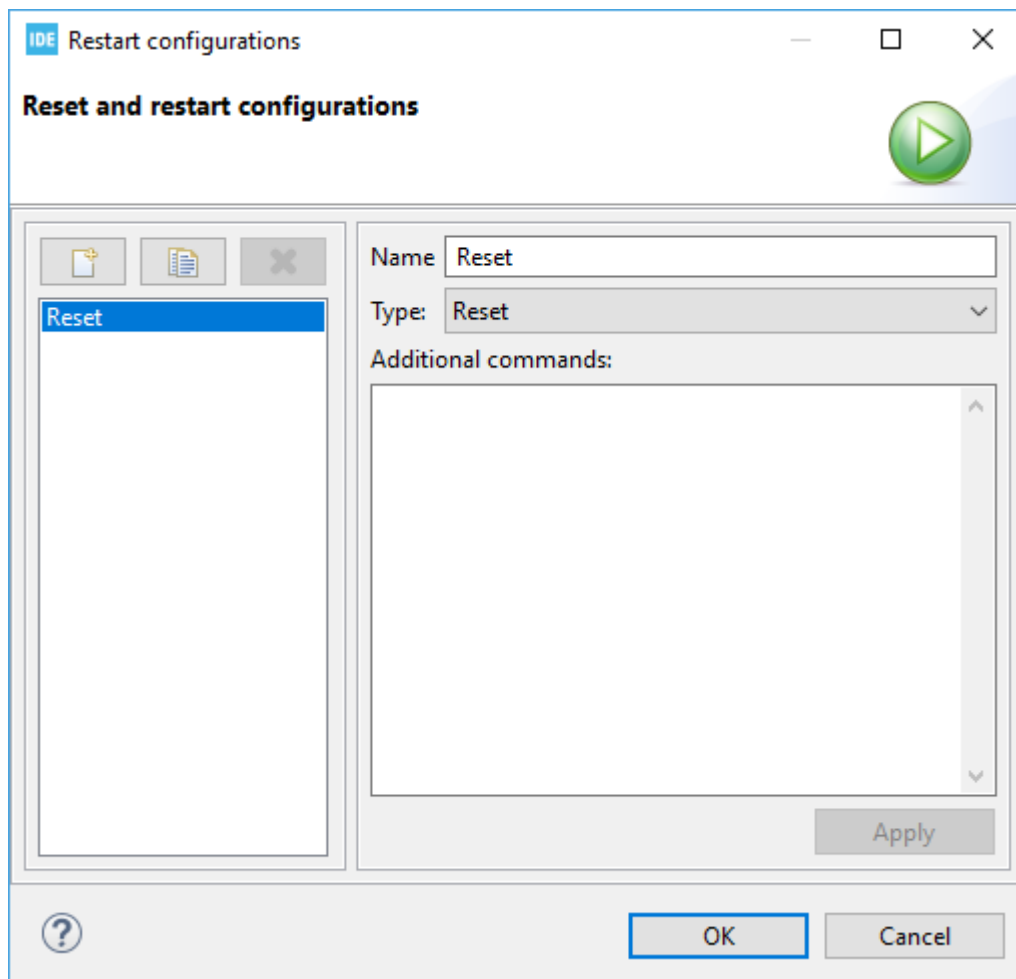 IDE Restart configurations
Reset and restart configurations
Name Reset
Reset
Type: Reset
Additional commands:
Apply
? OK Cancel